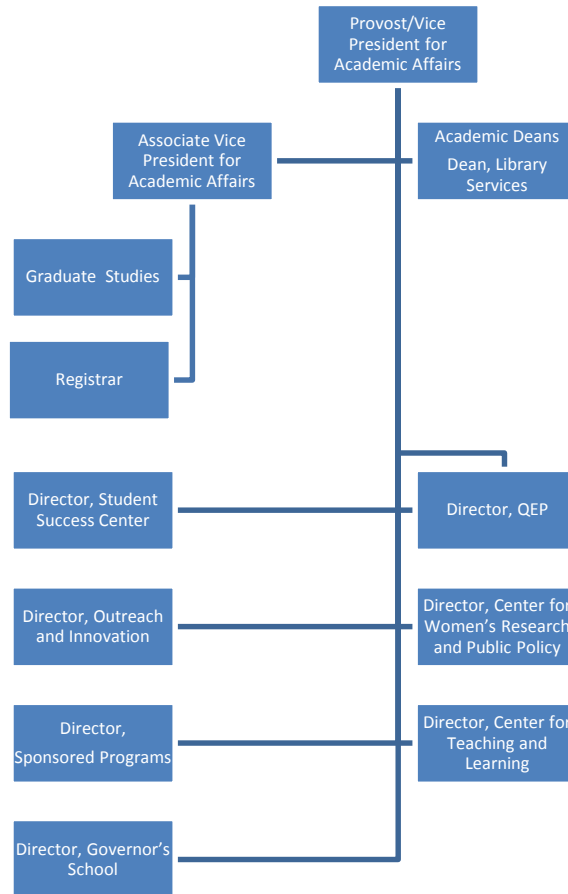 Provost/Vice
President for
Academic Affairs
Associate Vice
President for
Academic Affairs
Academic Deans
Dean, Library
Services
Graduate Studies
Registrar
Director, Student
Success Center
Director, QEP
Director, Outreach
and Innovation
Director, Center for
Women’s Research
and Public Policy
Director,
Sponsored Programs
Director, Center for
Teaching and
Learning
Director, Governor’s
School